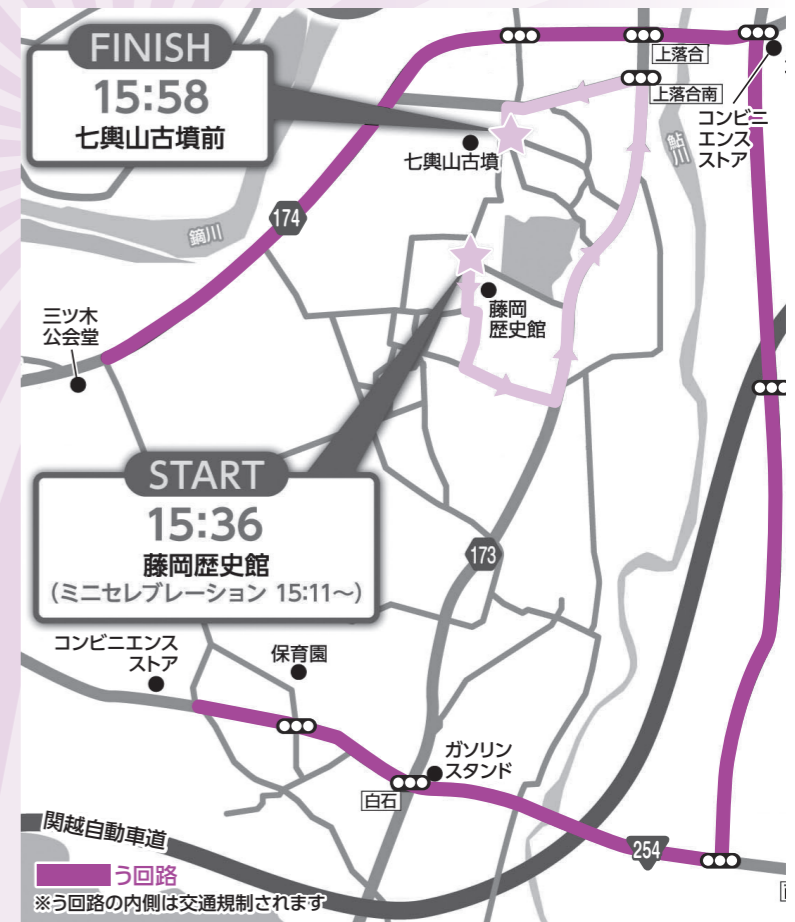 FINISH
15:58
七輿山古墳前
上落合
上落合南
コンビニ
エンス
ストア
鮎川
七輿山古墳
174
鏑川
三ツ木
公会堂
藤岡
歴史館
START
15:36
藤岡歴史館
(ミニセレブレーション 15:11～)
173
コンビニエンス
ストア
保育園
ガソリン
スタンド
白石
254
関越自動車道
う回路
※う回路の内側は交通規制されます